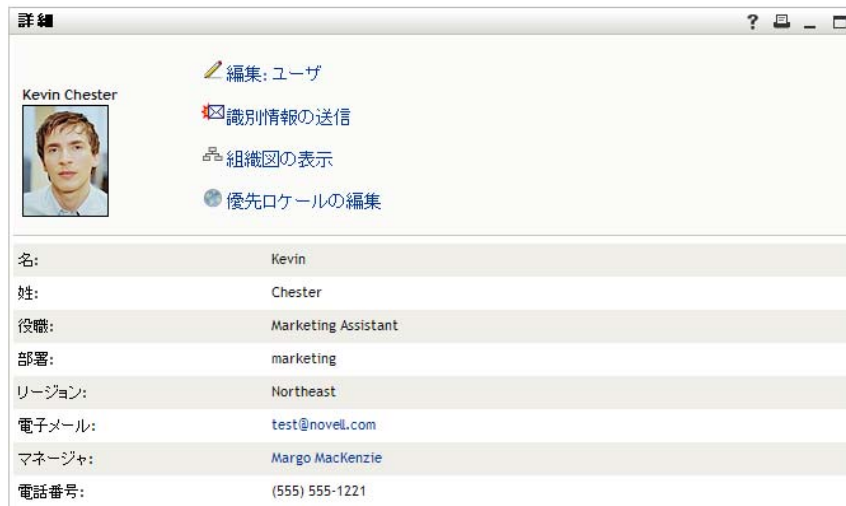 詳細 ?
Kevin Chester
編集: ユーザ
識別情報の送信
組織図の表示
優先ロケールの編集
名: Kevin
姓: Chester
役職: Marketing Assistant
部署: marketing
リージョン: Northeast
電子メール: test@novell.com
マネージャ: Margo MacKenzie
電話番号: (555) 555-1221